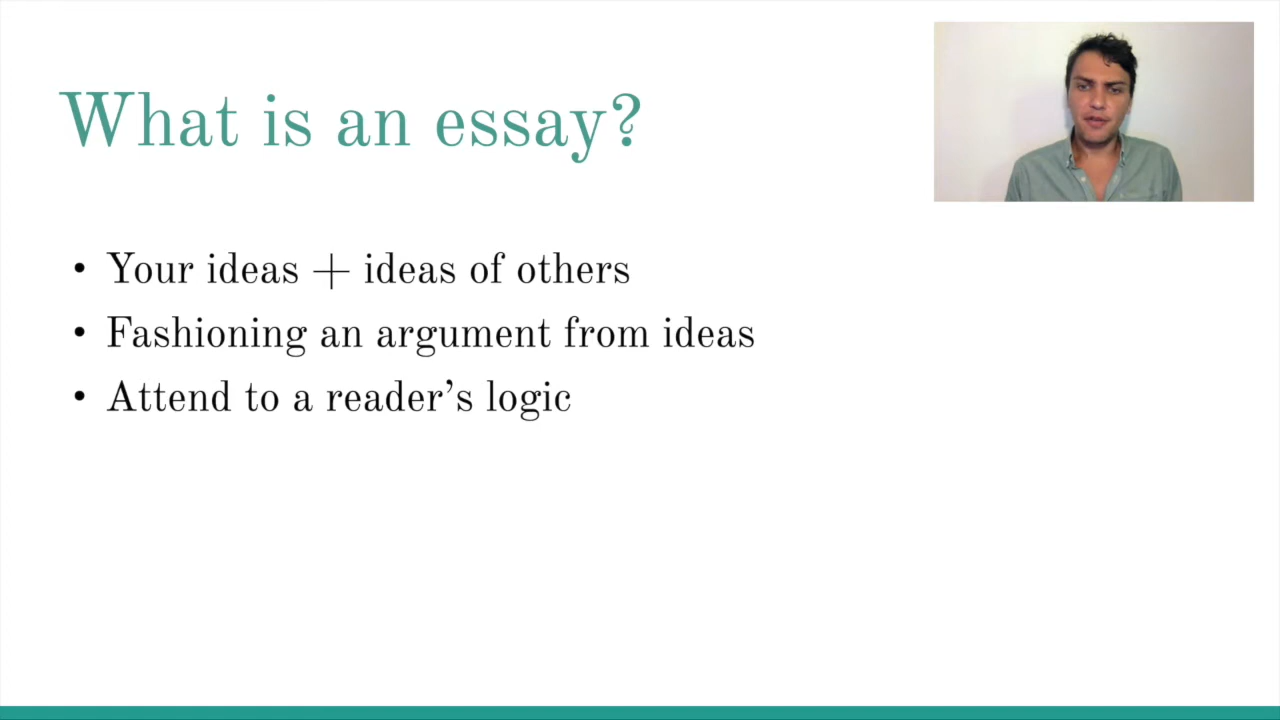 What is an essay?
• Your ideas + ideas of others
• Fashioning an argument from ideas
• Attend to a reader’s logic